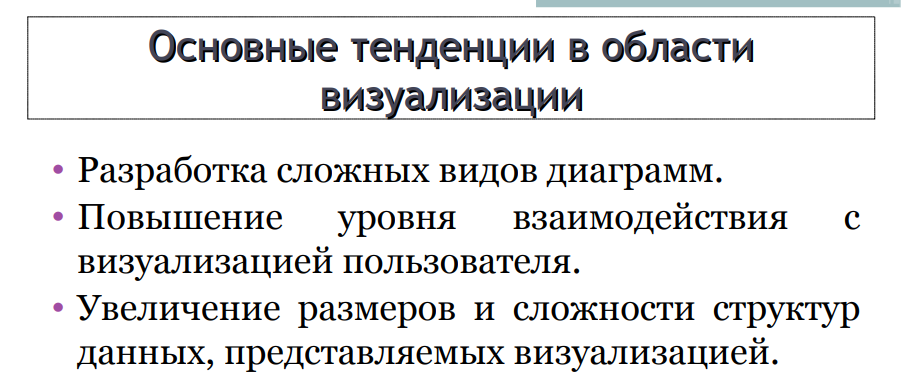 Основные тенденции в области
визуализации
• Разработка сложных видов диаграмм.
• Повышение уровня взаимодействия с
визуализацией пользователя.
• Увеличение размеров и сложности структур
данных, представляемых визуализацией.